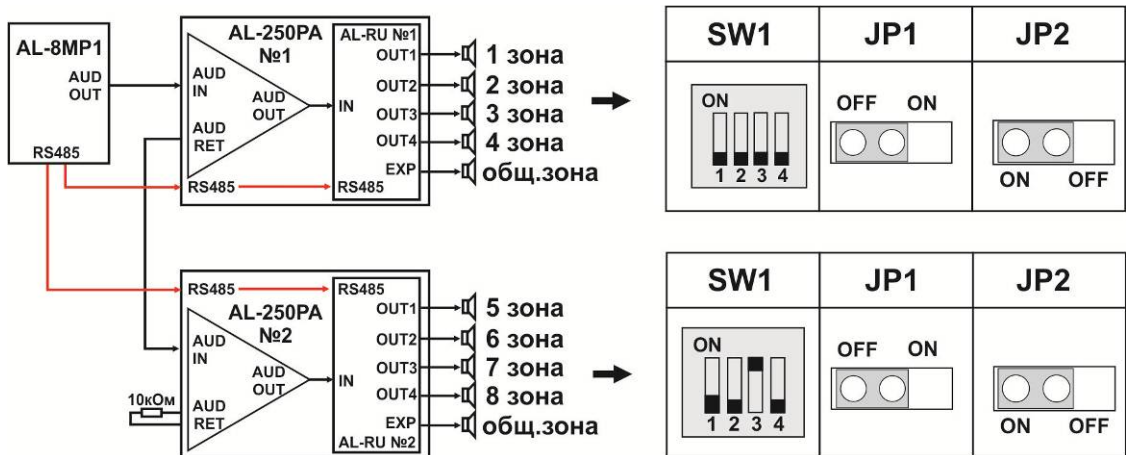 AL-8MP1
AUD
OUT
RS485
AL-250PA
№1
AUD
IN
AUD
OUT
AUD
RET
RS485
AL-RU №1
OUT1
OUT2
IN
OUT3
OUT4
EXP
RS485
1 зона
2 зона
3 зона
4 зона
общ.зона
SW1 JP1 JP2
ON
1 2 3 4
OFF ON
ON OFF
RS485
AL-250PA
№2
AUD
IN
AUD
OUT
10кОм
AUD
RET
RS485
OUT1
OUT2
IN
OUT3
OUT4
EXP
AL-RU №2
5 зона
6 зона
7 зона
8 зона
общ.зона
SW1 JP1 JP2
ON
1 2 3 4
OFF ON
ON OFF